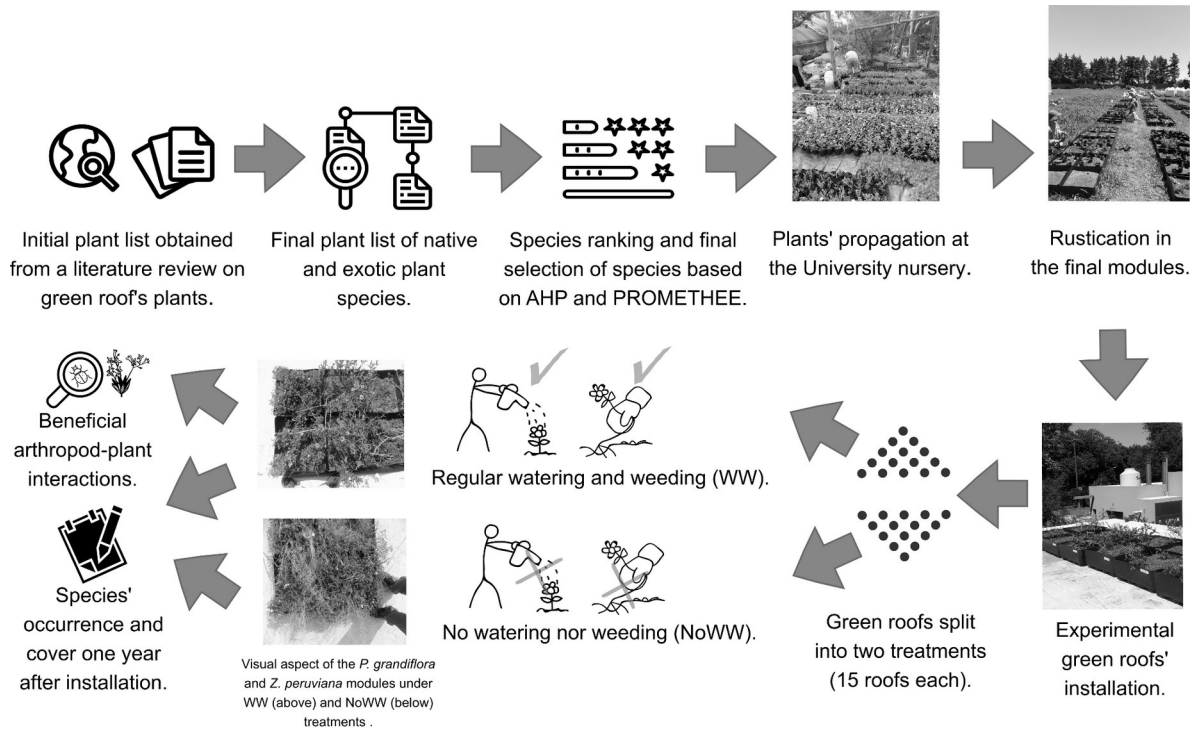 Initial plant list obtained
from a literature review on
green roof's plants.
Final plant list of native
and exotic plant
species.
Species ranking and final
selection of species based
on AHP and PROMETHEE.
Plants' propagation at
the University nursery.
Rustication in
the final modules.
Beneficial
arthropod-plant
interactions.
Regular watering and weeding (WW).
Species'
occurrence and
cover one year
after installation.
No watering nor weeding (NoWW).
Visual aspect of the P. grandiflora
and Z. peruviana modules under
WW (above) and NoWW (below)
treatments .
Green roofs split
into two treatments
(15 roofs each).
Experimental
green roofs'
installation.